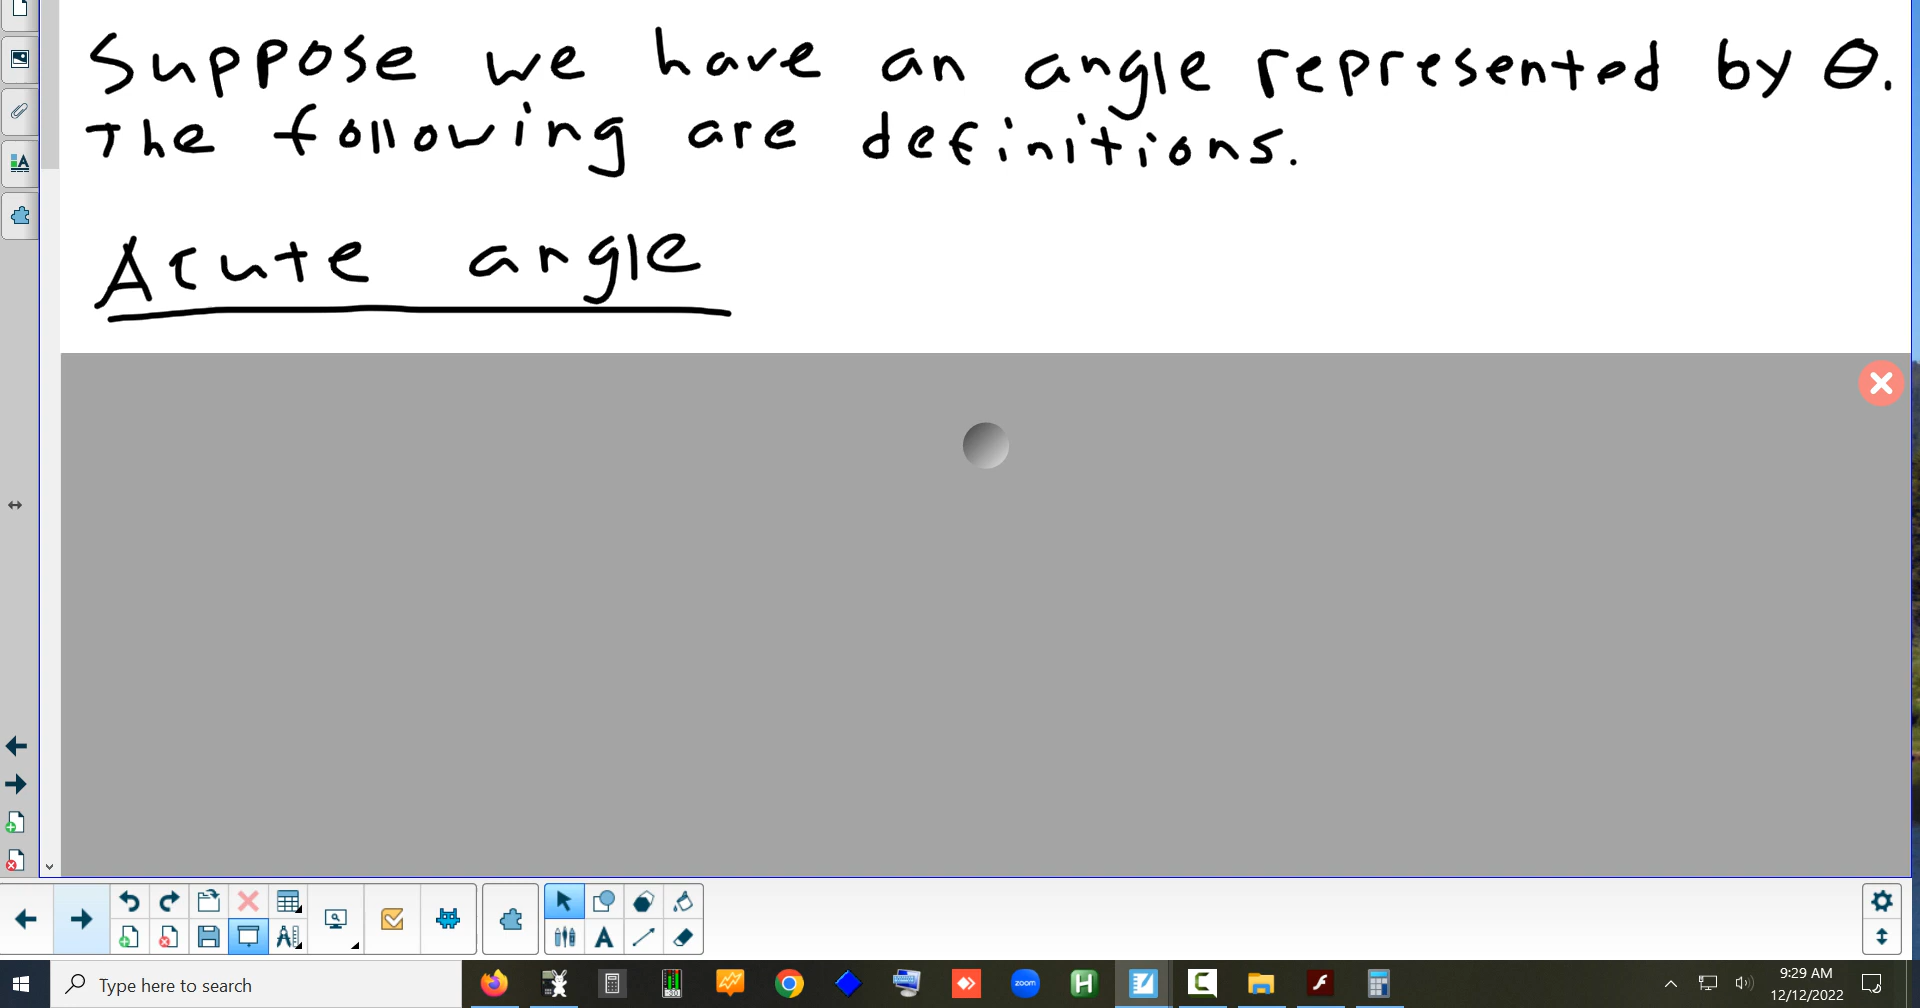 Suppose we have an angle represented by θ.
The following are definitions.
Acute angle
Type here to search
zoom
9:29 AM
12/12/2022